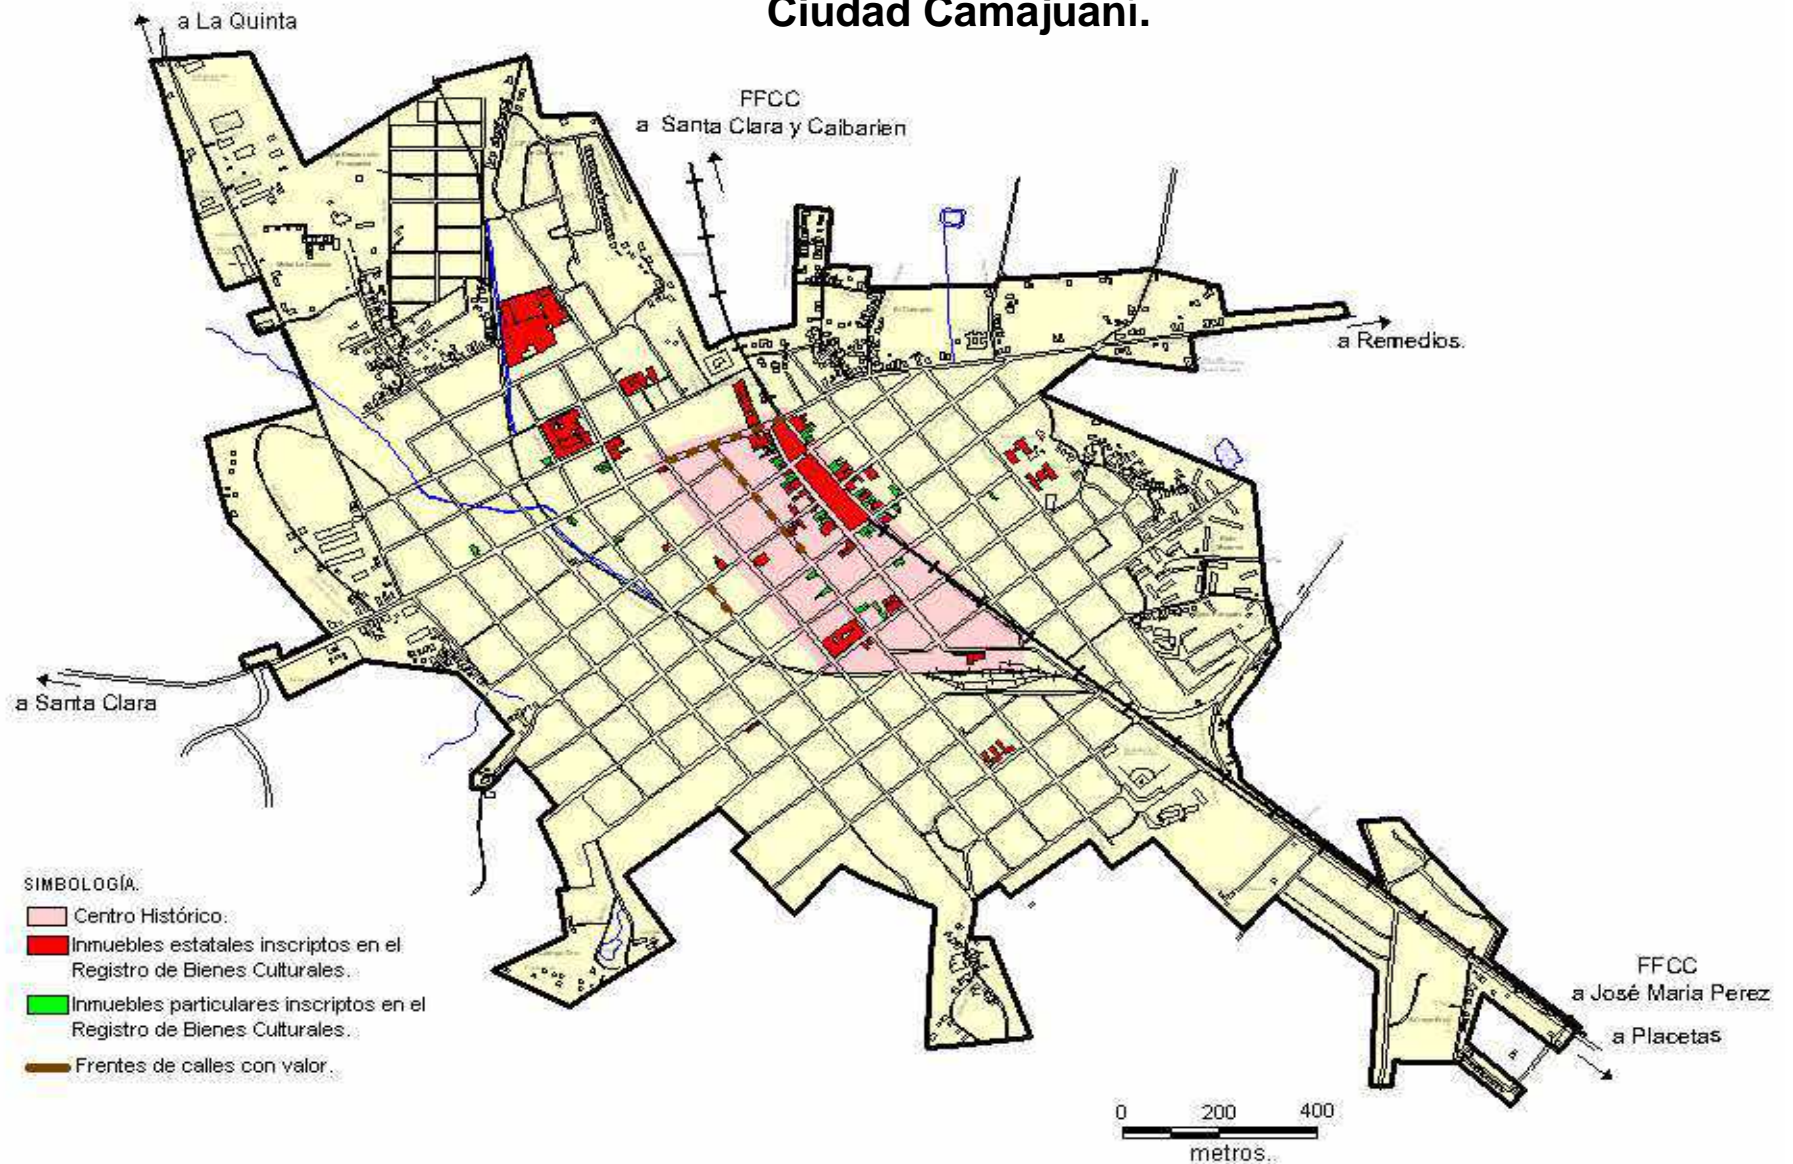 Ciudad Camajuaní.
a La Quinta
FFCC
a Santa Clara y Caibarien
a Remedios.
a Santa Clara
SIMBOLOGÍA.
Centro Histórico.
Inmuebles estatales inscriptos en el
Registro de Bienes Culturales.
Inmuebles particulares inscriptos en el
Registro de Bienes Culturales.
Frentes de calles con valor.
FFCC
a José Maria Perez
a Placetas
0 200 400
metros..